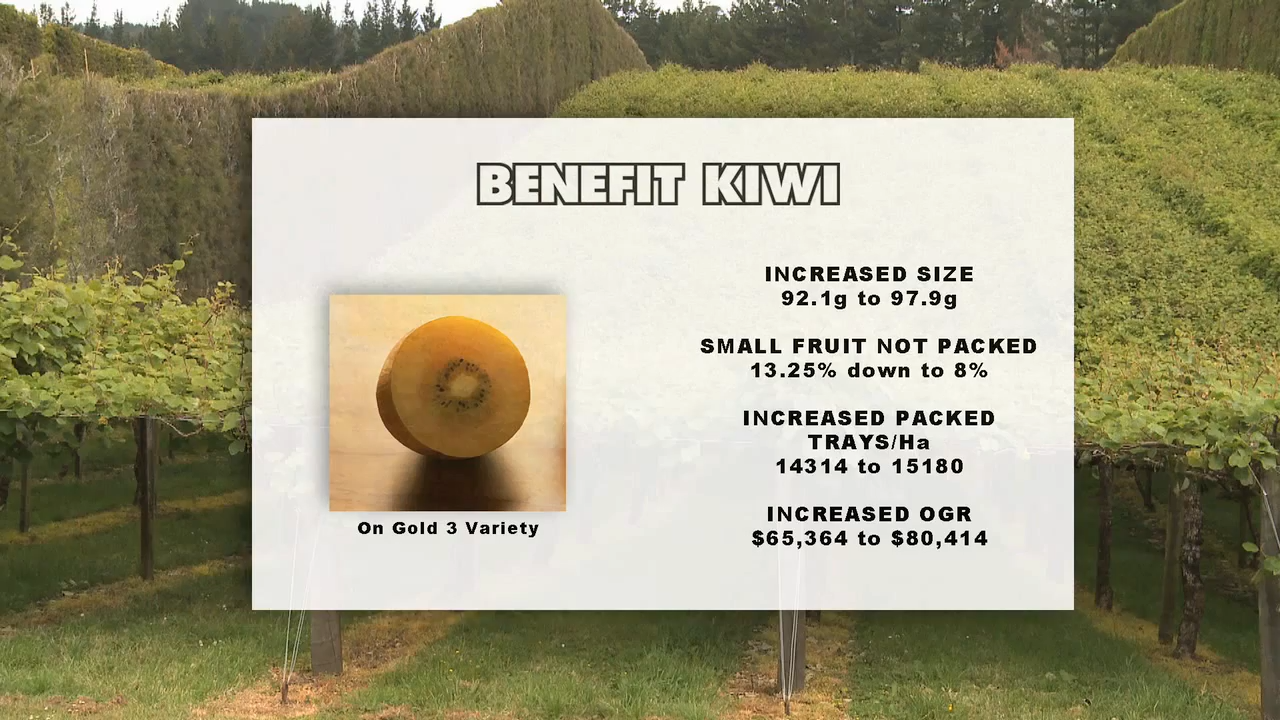 BENEFIT KIWI
INCREASED SIZE
92.1g to 97.9g
SMALL FRUIT NOT PACKED
13.25% down to 8%
INCREASED PACKED
TRAYS/Ha
14314 to 15180
INCREASED OGR
$65,364 to $80,414
On Gold 3 Variety